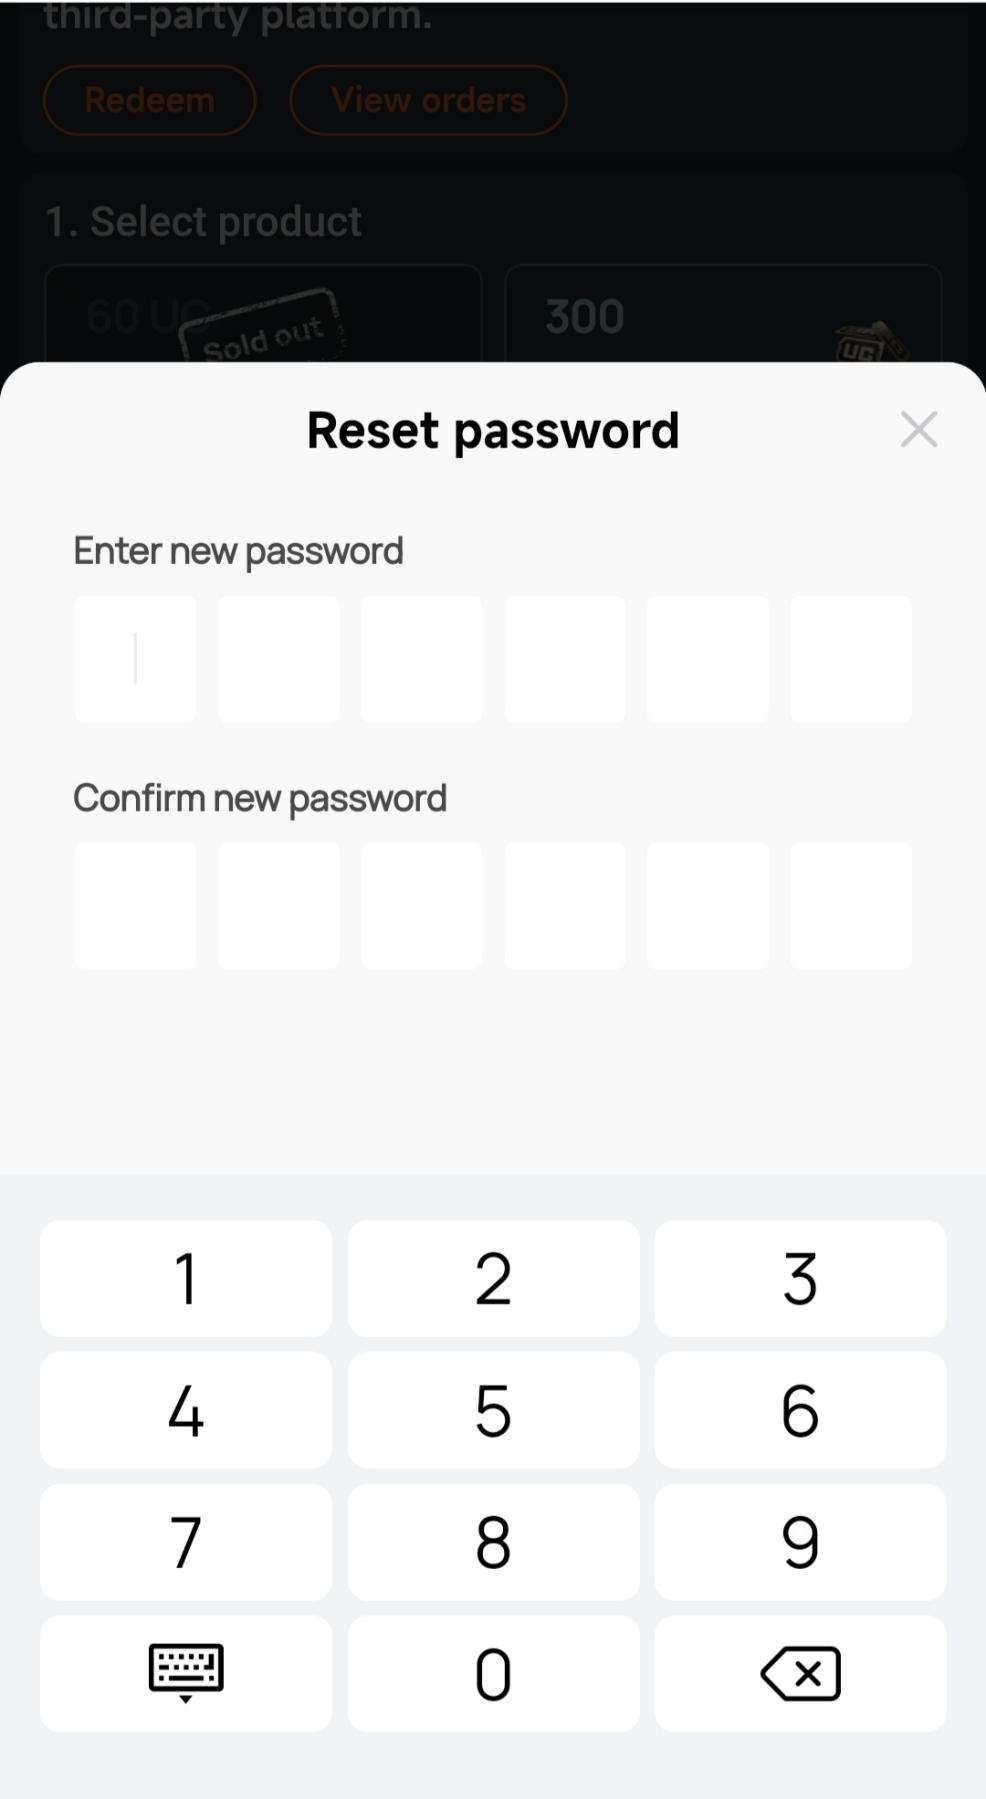 third-party platform.
Redeem
View orders
1. Select product
60 UC
Sold out
300
UC
Reset password
Enter new password
Confirm new password
1
2
3
4
5
6
7
8
9
0